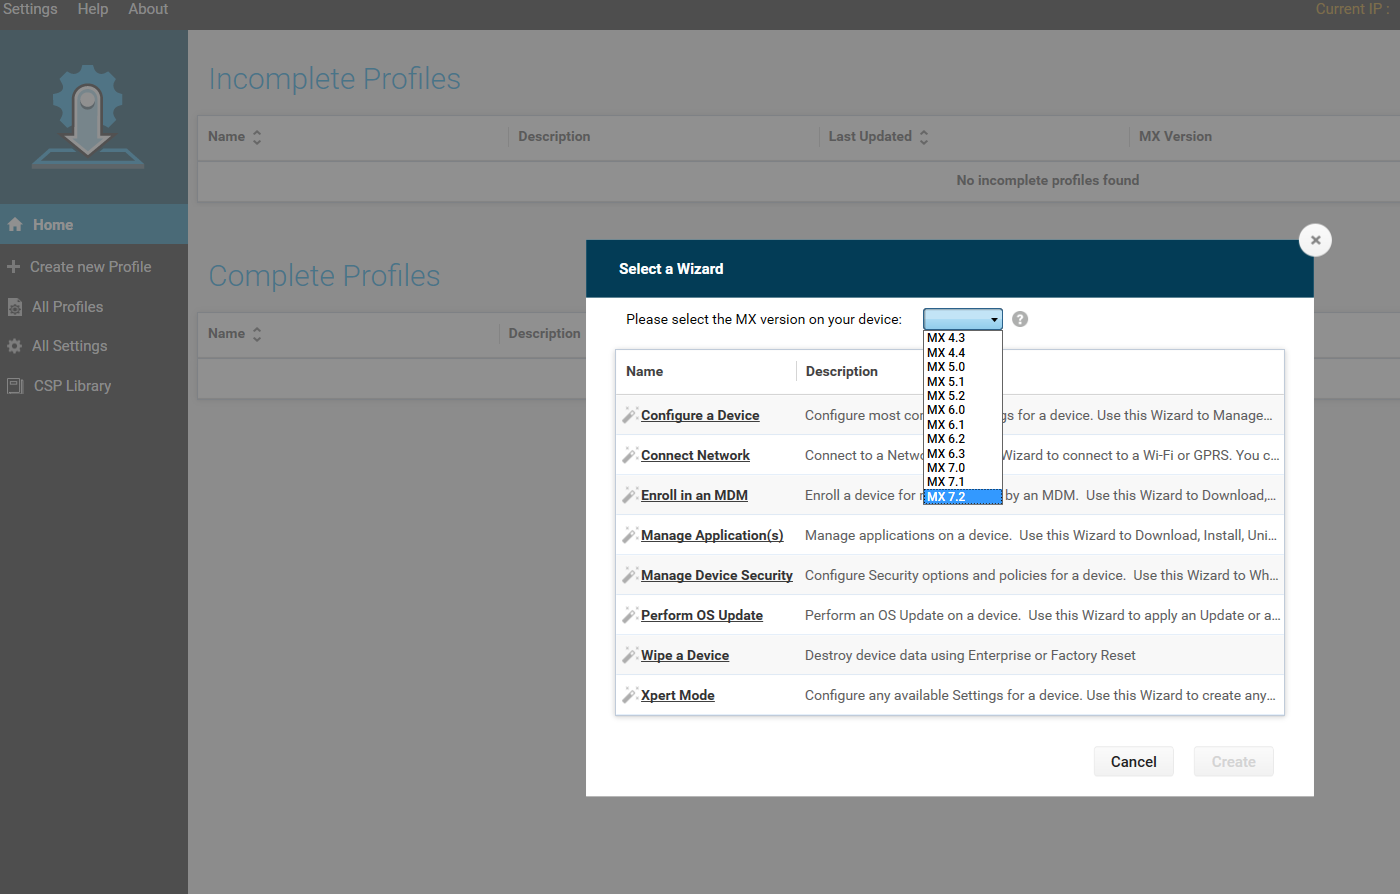 Settings Help About Current IP :
Incomplete Profiles
Name Description Last Updated MX Version
No incomplete profiles found
Home
Create new Profile
All Profiles
All Settings
CSP Library
Complete Profiles
Name Description
Select a Wizard
Please select the MX version on your device:
MX 4.3
MX 4.4
MX 5.0
MX 5.1
MX 5.2
MX 6.0
MX 6.1
MX 6.2
MX 6.3
MX 7.0
MX 7.1
MX 7.2
Name Description
Configure a Device Configure most for a device. Use this Wizard to Manage...
Connect Network Connect to a Wizard to connect to a Wi-Fi or GPRS. You c...
Enroll in an MDM Enroll a device for by an MDM. Use this Wizard to Download,...
Manage Application(s) Manage applications on a device. Use this Wizard to Download, Install, Uni...
Manage Device Security Configure Security options and policies for a device. Use this Wizard to Wh...
Perform OS Update Perform an OS Update on a device. Use this Wizard to apply an Update or a...
Wipe a Device Destroy device data using Enterprise or Factory Reset
Xpert Mode Configure any available Settings for a device. Use this Wizard to create any...
Cancel Create